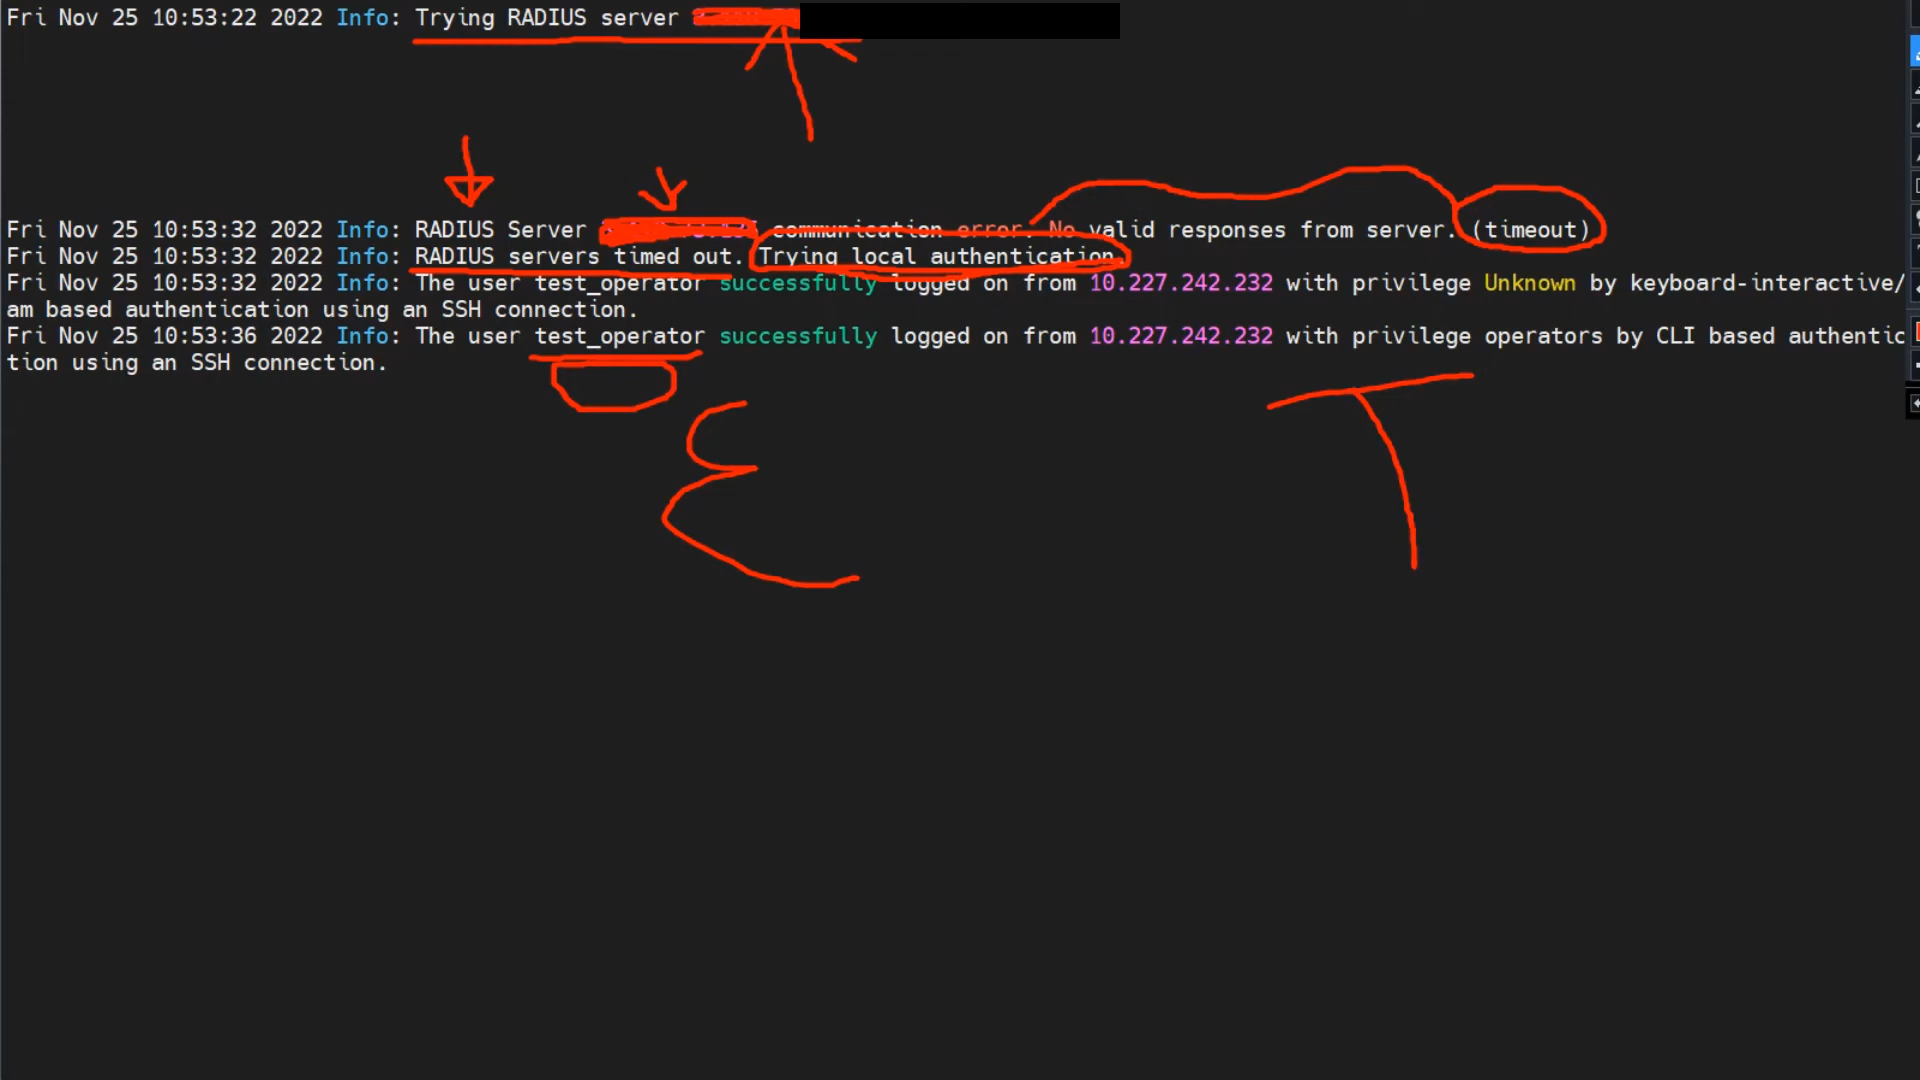 Fri Nov 25 10:53:22 2022 Info: Trying RADIUS server
Fri Nov 25 10:53:32 2022 Info: RADIUS Server communication error. No valid responses from server. (timeout)
Fri Nov 25 10:53:32 2022 Info: RADIUS servers timed out. Trying local authentication.
Fri Nov 25 10:53:32 2022 Info: The user test_operator successfully logged on from 10.227.242.232 with privilege Unknown by keyboard-interactive/
am based authentication using an SSH connection.
Fri Nov 25 10:53:36 2022 Info: The user test_operator successfully logged on from 10.227.242.232 with privilege operators by CLI based authentic
tion using an SSH connection.